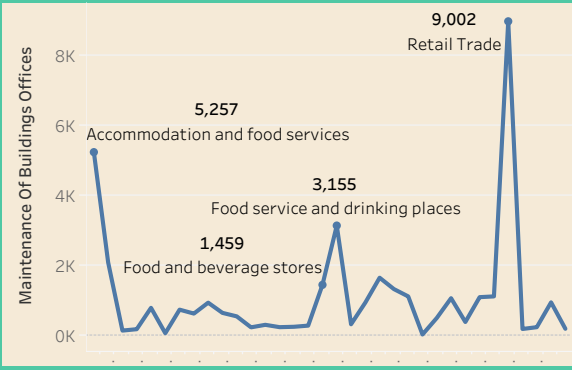 9,002
Retail Trade
8K
6K
5,257
Accommodation and food services
4K
3,155
Food service and drinking places
1,459
Food and beverage stores
2K
0K
Maintenance Of Buildings Offices